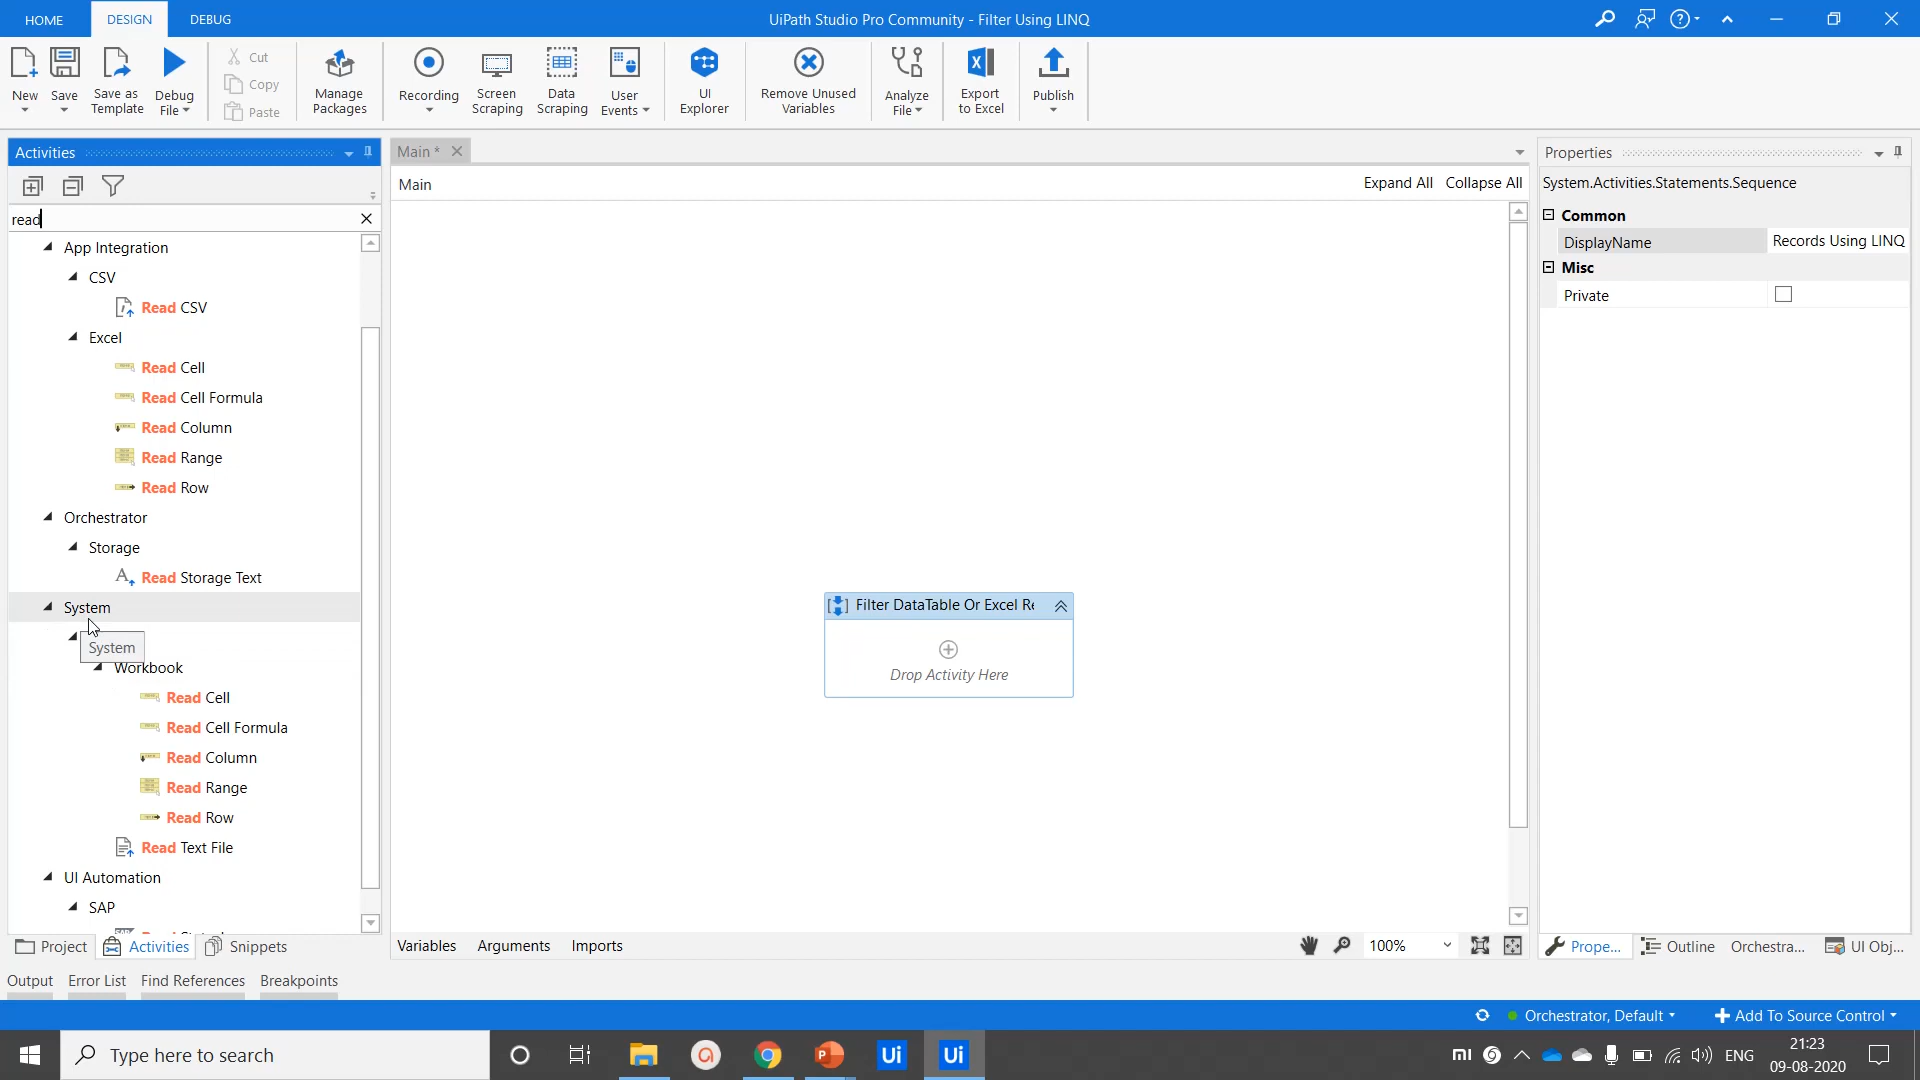 HOME
DESIGN
DEBUG
UiPath Studio Pro Community - Filter Using LINQ
New
Save
Save as Template
Debug File
Cut
Copy
Paste
Manage Packages
Recording
Screen Scraping
Data Scraping
User Events
UI Explorer
Remove Unused Variables
Analyze File
Export to Excel
Publish
Activities
read
App Integration
CSV
Read CSV
Excel
Read Cell
Read Cell Formula
Read Column
Read Range
Read Row
Orchestrator
Storage
Read Storage Text
System
System
Workbook
Read Cell
Read Cell Formula
Read Column
Read Range
Read Row
Read Text File
UI Automation
SAP
Project
Activities
Snippets
Main *
Main
Expand All
Collapse All
Filter DataTable Or Excel Re
Drop Activity Here
Variables
Arguments
Imports
100%
Properties
System.Activities.Statements.Sequence
Common
DisplayName
Records Using LINQ
Misc
Private
Prope...
Outline
Orchestra...
UI Obj...
Output
Error List
Find References
Breakpoints
Orchestrator, Default
Add To Source Control
Type here to search
Ui
Ui
mi
ENG
21:23
09-08-2020